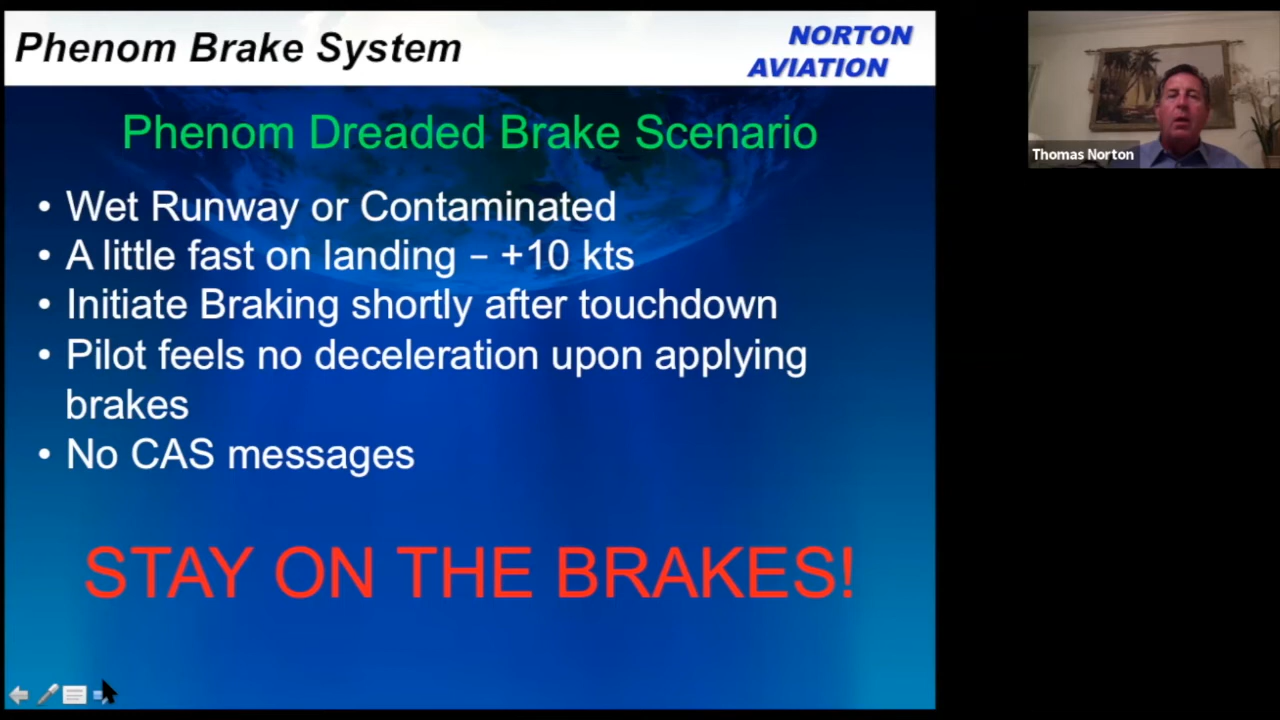 Phenom Brake System
NORTON
AVIATION
Phenom Dreaded Brake Scenario
• Wet Runway or Contaminated
• A little fast on landing – +10 kts
• Initiate Braking shortly after touchdown
• Pilot feels no deceleration upon applying
brakes
• No CAS messages
STAY ON THE BRAKES!
Thomas Norton